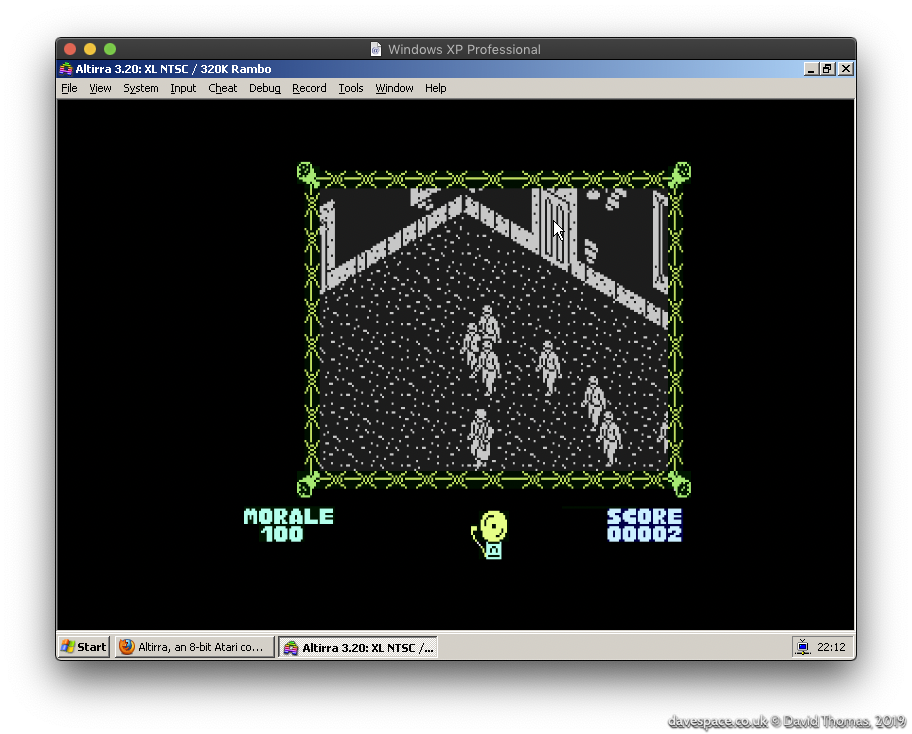 Windows XP Professional
Altirra 3.20: XL NTSC / 320K Rambo
File View System Input Cheat Debug Record Tools Window Help
MORALE SCORE
100 00002
Start Altirra, an 8-bit Atari co... Altirra 3.20: XL NTSC /... 22:12
davespace.co.uk © David Thomas, 2019